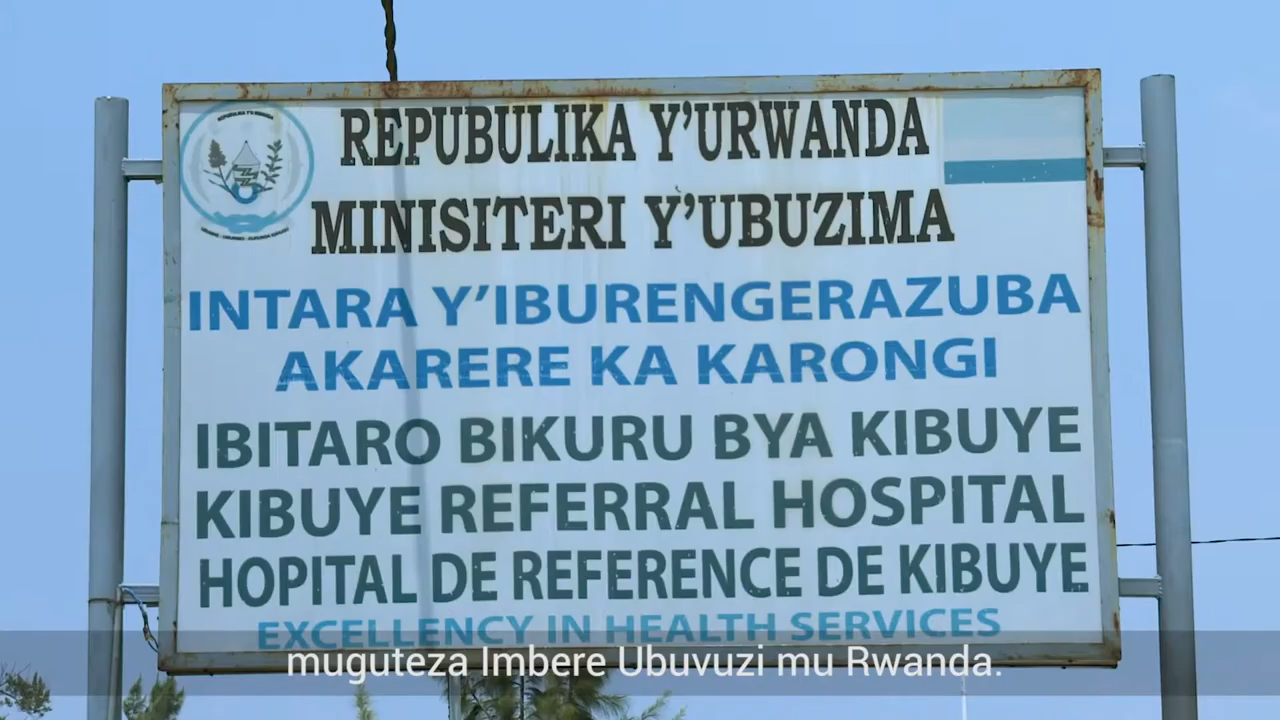 REPUBULIKA Y'URWANDA
MINISITERI Y'UBUZIMA
INTARA Y'IBURENGERAZUBA
AKARERE KA KARONGI
IBITARO BIKURU BYA KIBUYE
KIBUYE REFERRAL HOSPITAL
HOPITAL DE REFERENCE DE KIBUYE
EXCELLENCY IN HEALTH SERVICES
muguteza Imbere Ubuvuzi mu Rwanda.